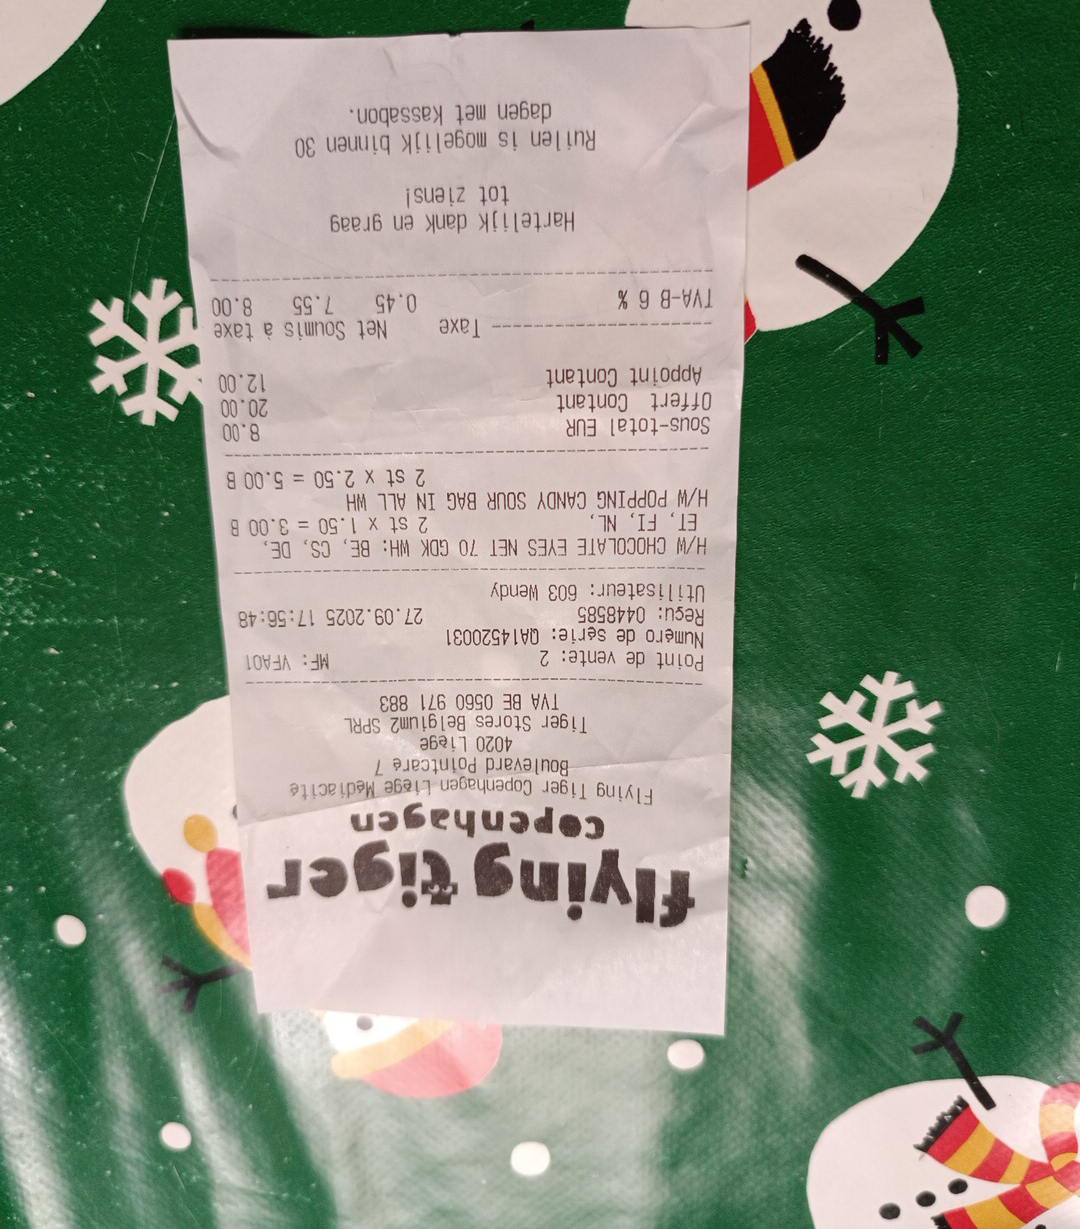 flying tiger
copenhagen
Flying Tiger Copenhagen Liege Mediacite
Boulevard Pointcare 7
4020 Liege
Tiger Stores Belgium2 SPRL
TVA BE 0560 971 883
Point de vente: 2 MF: VFA01
Numero de série: QA1452003I
Reçu: 0448585 27.09.2025 17:56:48
Utilisateur: 603 Wendy
H/W CHOCOLATE EYES NET 70 GDK WH: BE, CS, DE,
ET, FI, NL, 2 st x 1.50 = 3.00 B
H/W POPPING CANDY SOUR BAG IN ALL WH
2 st x 2.50 = 5.00 B
Sous-total EUR 8.00
Offert Contant 20.00
Appoint Contant 12.00
Taxe Net Soumis à taxe
TVA-B 6 % 0.45 7.55 8.00
Hartelijk dank en graag
tot ziens!
Ruilen is mogelijk binnen 30
dagen met kassabon.